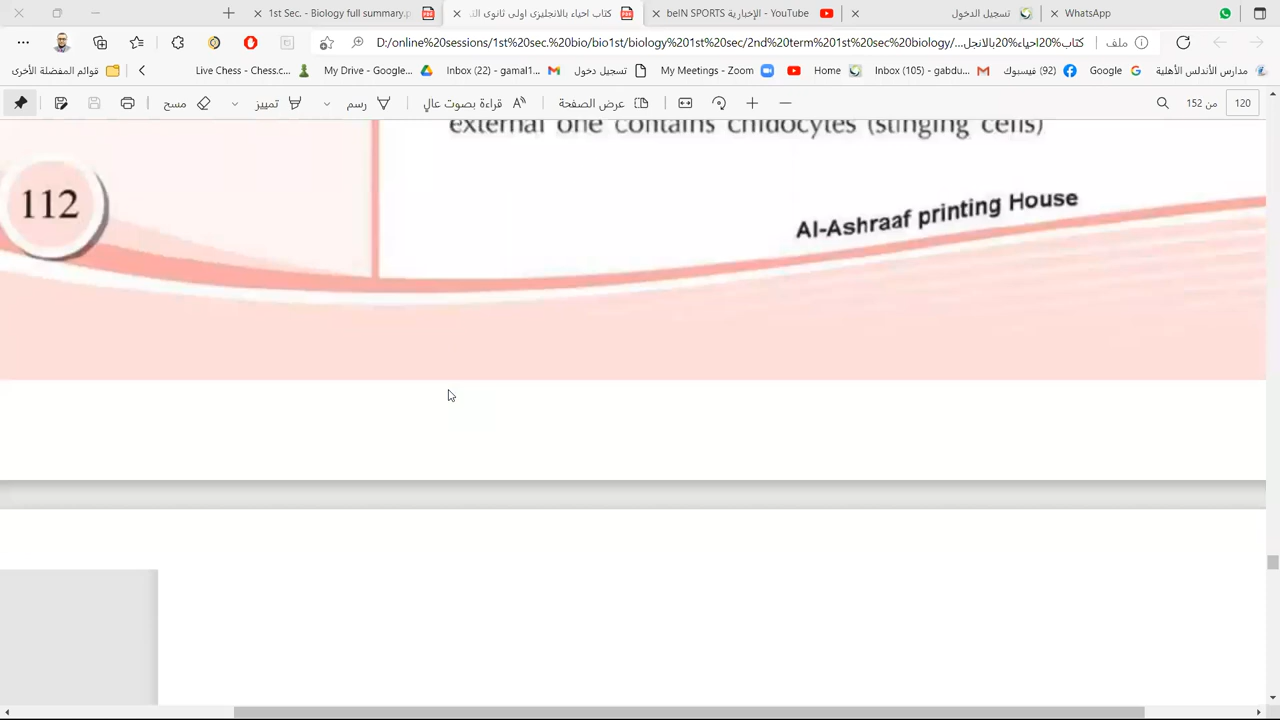 1st Sec. - Biology full summary.p
كتاب احياء بالانجليزى اولى ثانوى الت
beIN SPORTS الإخبارية - YouTube
تسجيل الدخول
WhatsApp
D:/online%20sessions/1st%20sec.%20bio/bio1st/biology%201st%20sec/2nd%20term%201st%20sec%20biology/...كتاب%20احياء%20بالانجل
ملف
قوائم المفضلة الأخرى
Live Chess - Chess.c...
My Drive - Google...
Inbox (22) - gamal1...
تسجيل دخول
My Meetings - Zoom
Home
Inbox (105) - gabdu...
(92) فيسبوك
Google
مدارس الأندلس الأهلية
مسح
تمييز
رسم
قراءة بصوت عالٍ
عرض الصفحة
120 من 152
external one contains cnidocytes (stinging cells)
112
Al-Ashraaf printing House